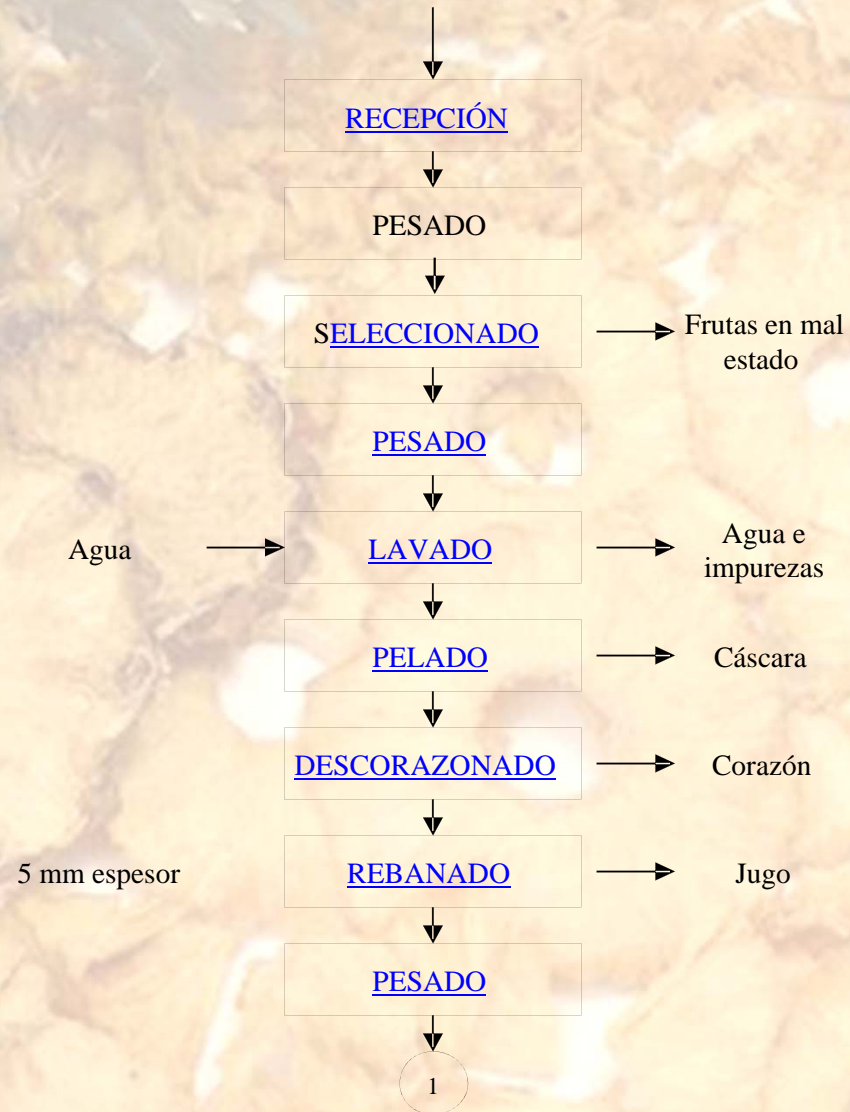 RECEPCIÓN
PESADO
SELECCIONADO
Frutas en mal
estado
PESADO
Agua
LAVADO
Agua e
impurezas
PELADO
Cáscara
DESCORAZONADO
Corazón
5 mm espesor
REBANADO
Jugo
PESADO
1